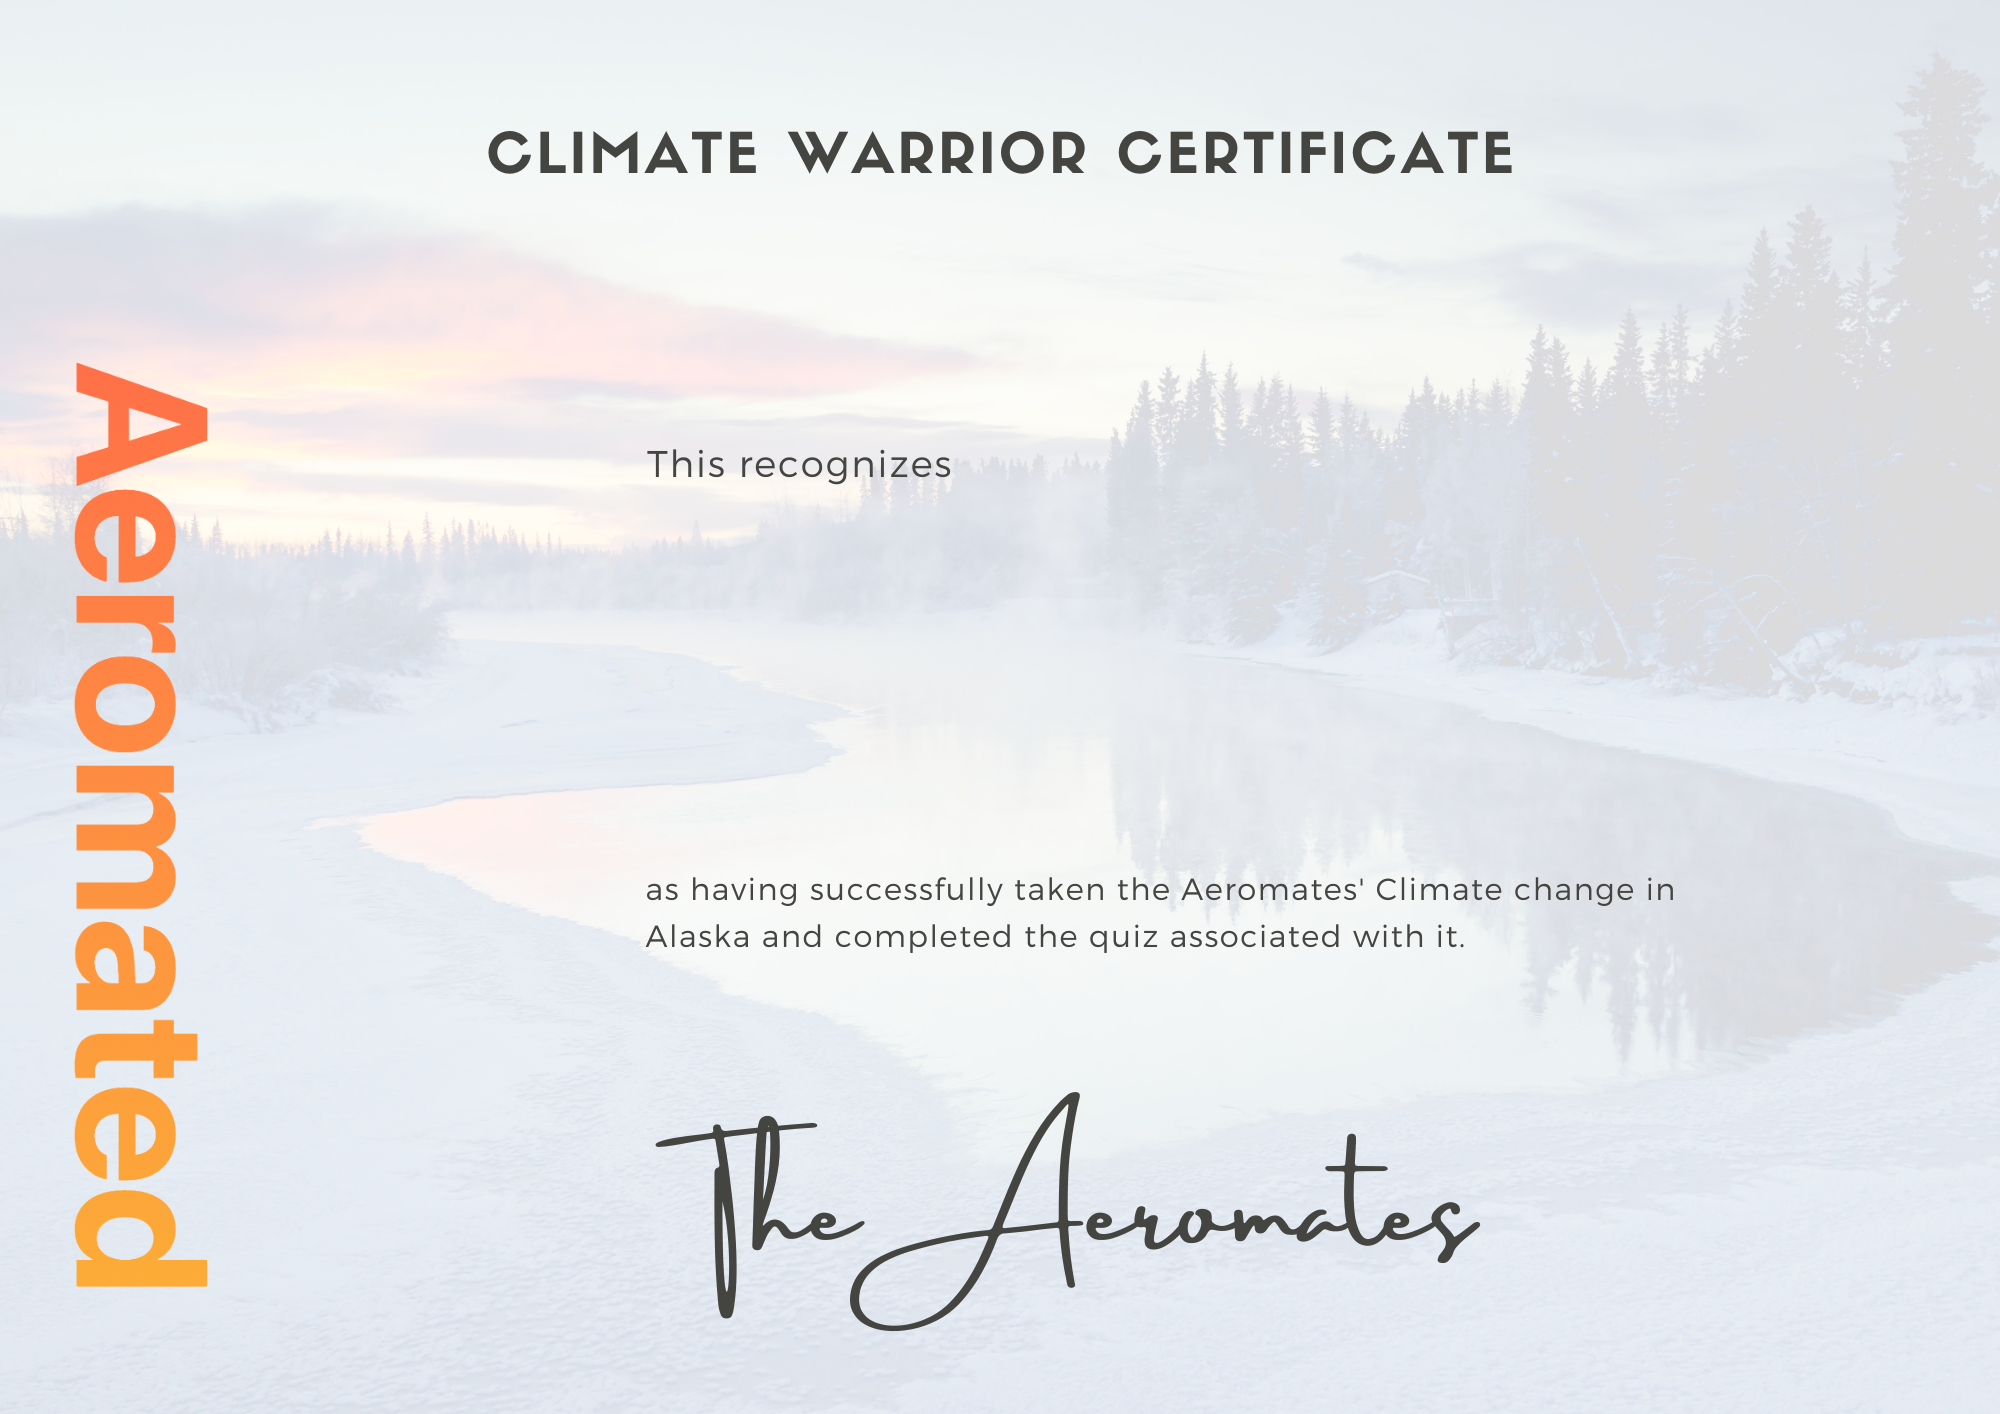 CLIMATE WARRIOR CERTIFICATE
Aeromated
This recognizes
as having successfully taken the Aeromates' Climate change in
Alaska and completed the quiz associated with it.
The Aeromates